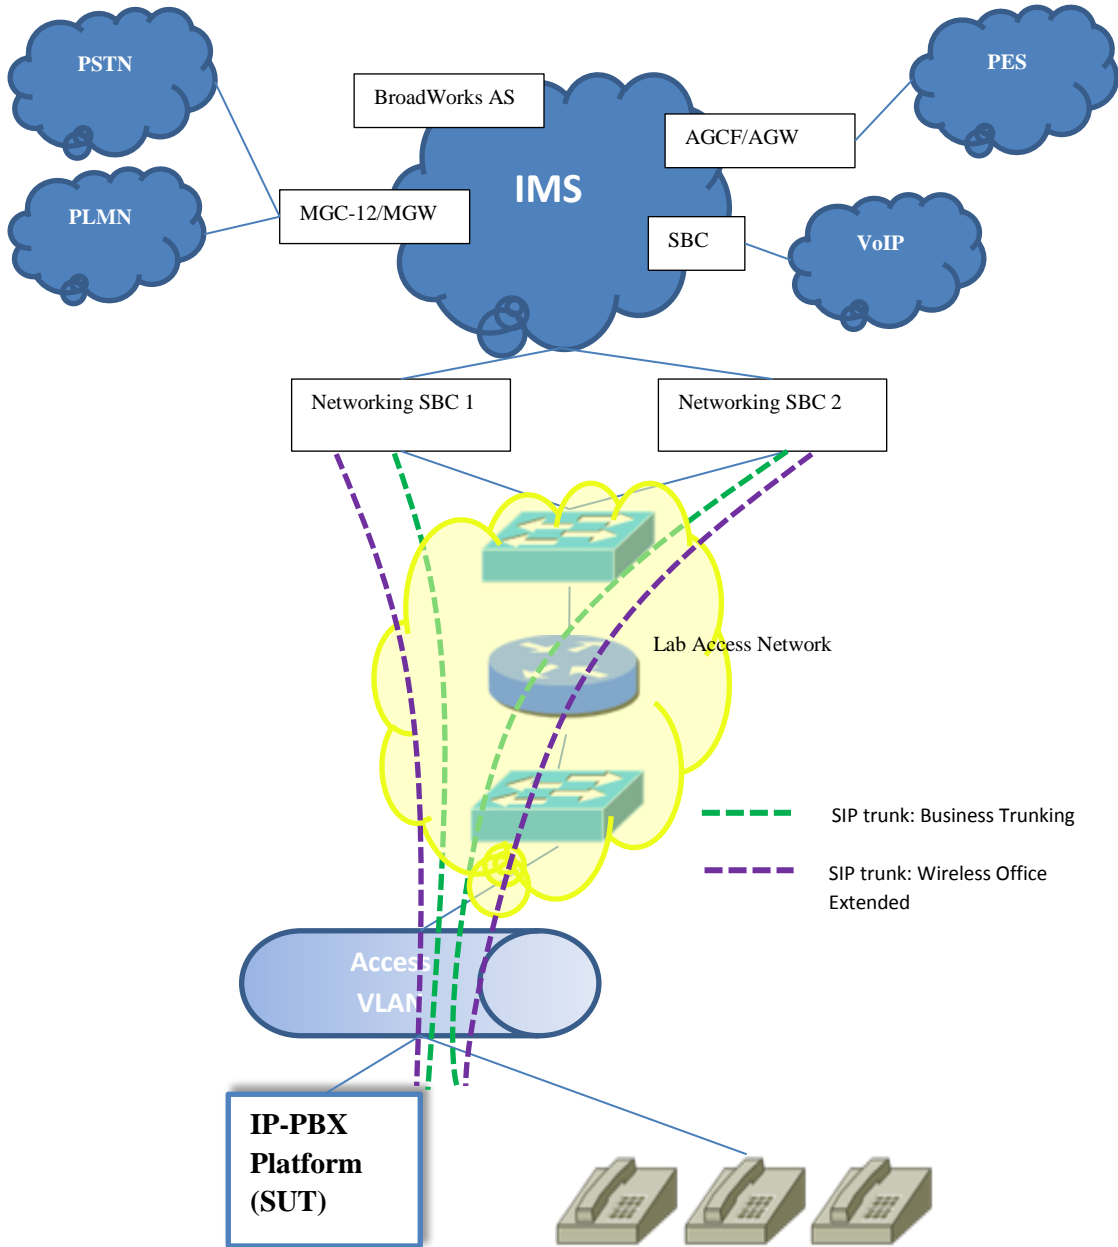 PSTN
PES
BroadWorks AS
AGCF/AGW
IMS
PLMN
MGC-12/MGW
SBC
VoIP
Networking SBC 1
Networking SBC 2
Lab Access Network
SIP trunk: Business Trunking
SIP trunk: Wireless Office
Extended
Access
VLAN
IP-PBX
Platform
(SUT)